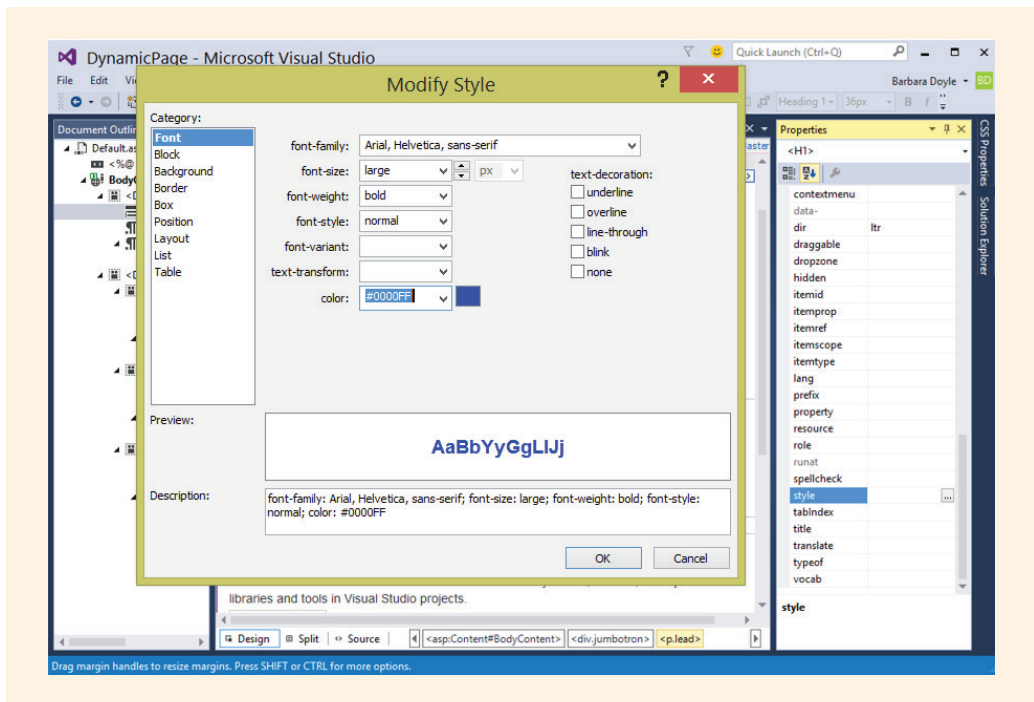 DynamicPage - Microsoft Visual Studio
Quick Launch (Ctrl+Q)
File Edit
Barbara Doyle
BD
Modify Style
?
Heading 1
36px
B I
Category:
Font
Block
Background
Border
Box
Position
Layout
List
Table
font-family: Arial, Helvetica, sans-serif
font-size: large px
font-weight: bold
font-style: normal
font-variant:
text-transform:
color: #0000FF
text-decoration:
underline
overline
line-through
blink
none
Preview:
AaBbYyGgLlJj
Description:
font-family: Arial, Helvetica, sans-serif; font-size: large; font-weight: bold; font-style:
normal; color: #0000FF
OK Cancel
Properties
<H1>
contextmenu
data-
dir ltr
draggable
dropzone
hidden
itemid
itemprop
itemref
itemscope
itemtype
lang
prefix
property
resource
role
runat
spellcheck
style ...
tabIndex
title
translate
typeof
vocab
style
CSS Properties
Solution Explorer
libraries and tools in Visual Studio projects.
Design Split Source <asp:Content#BodyContent> <div.jumbotron> <p.lead>
Drag margin handles to resize margins. Press SHIFT or CTRL for more options.